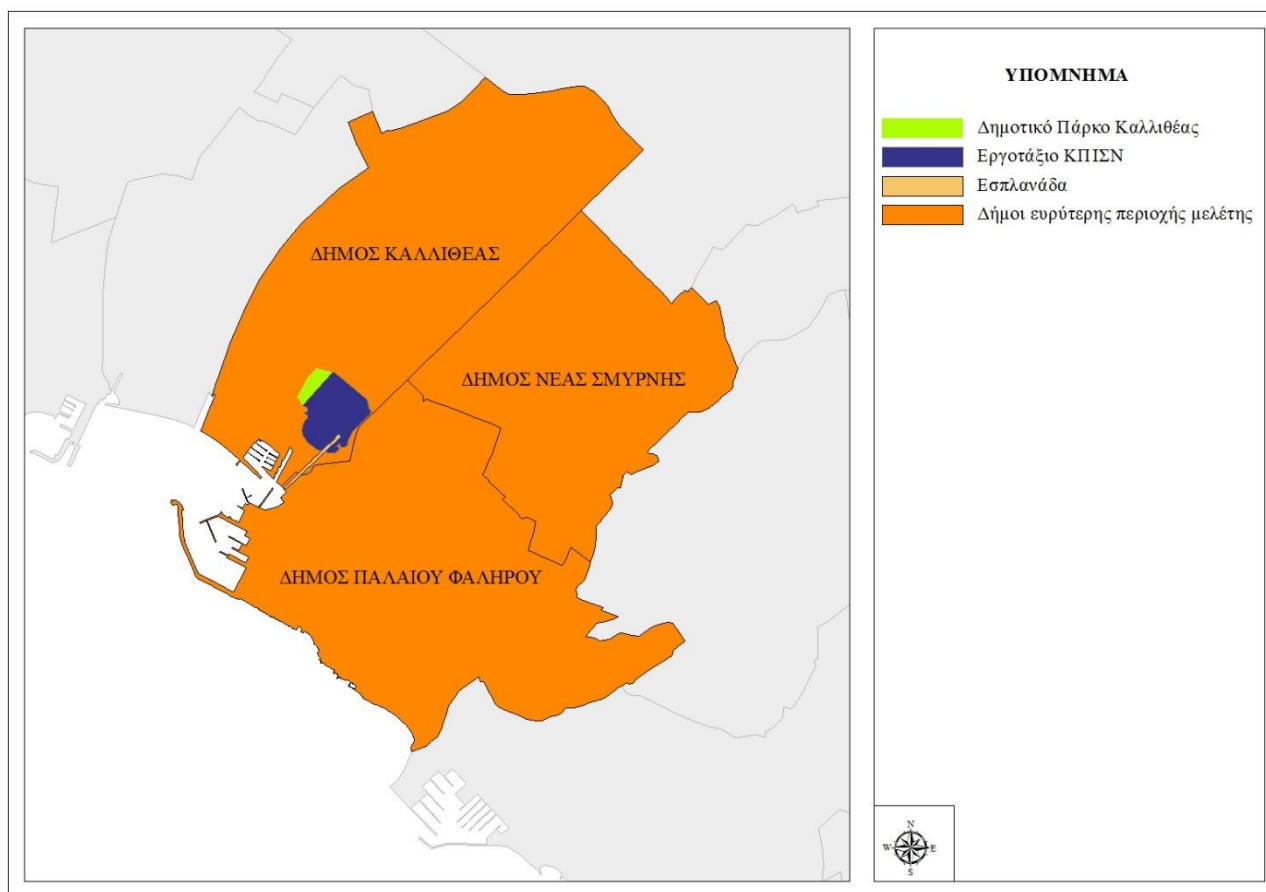 ΥΠΟΜΝΗΜΑ
Δημοτικό Πάρκο Καλλιθέας
Εργοτάξιο ΚΠΙΣΝ
Εσπλανάδα
Δήμοι ευρύτερης περιοχής μελέτης
ΔΗΜΟΣ ΚΑΛΛΙΘΕΑΣ
ΔΗΜΟΣ ΝΕΑΣ ΣΜΥΡΝΗΣ
ΔΗΜΟΣ ΠΑΛΑΙΟΥ ΦΑΛΗΡΟΥ
N
W E
S